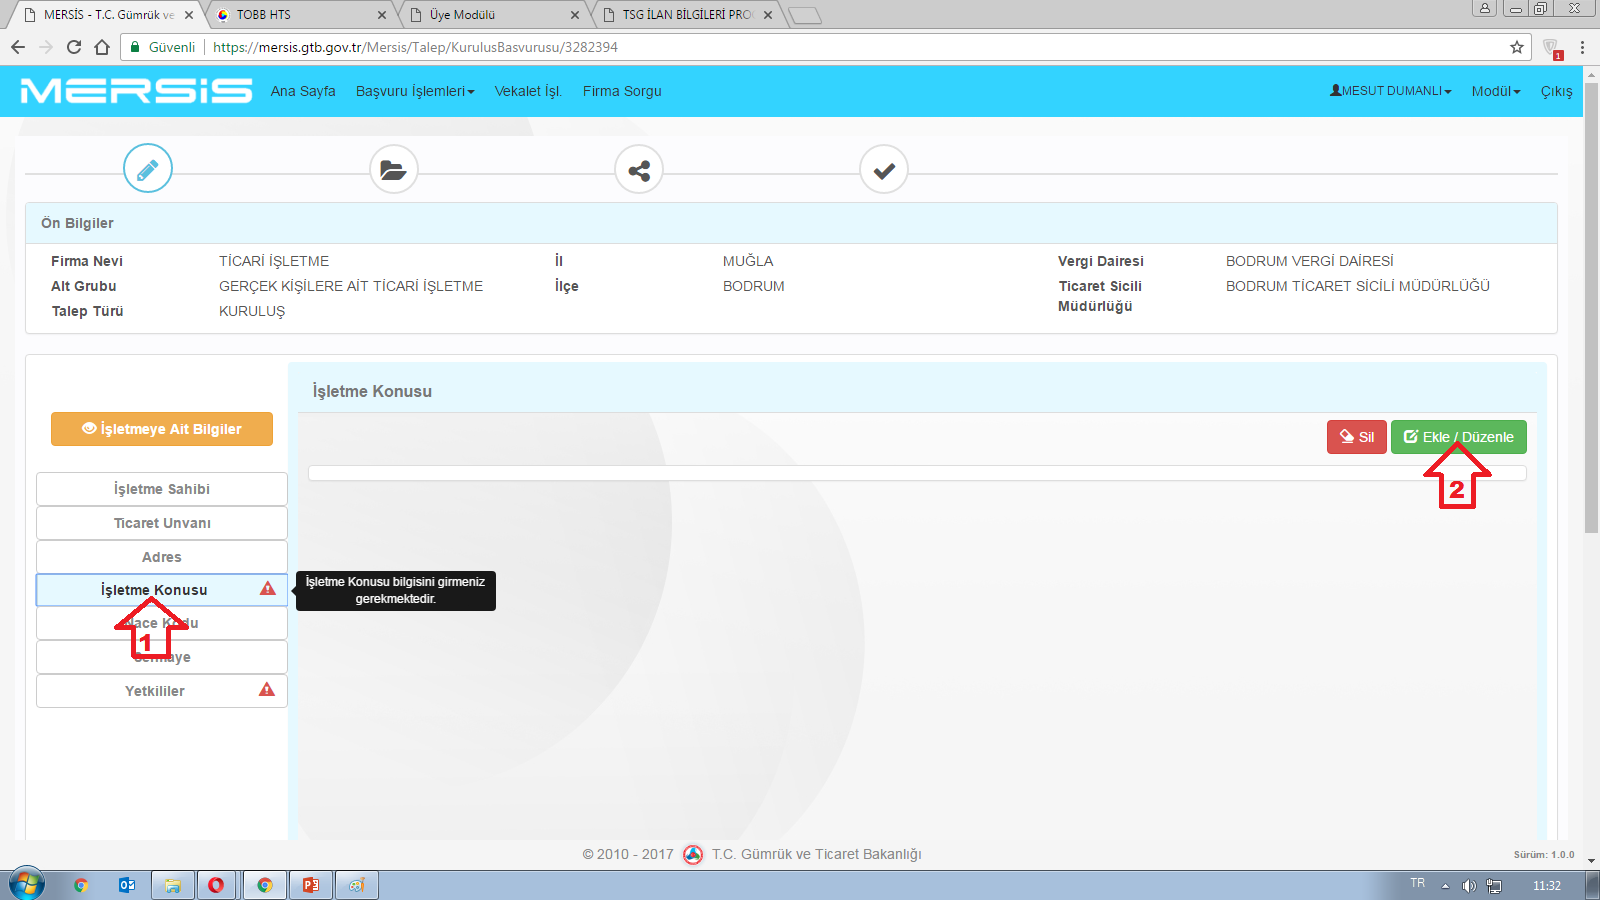 MERSİS - T.C. Gümrük ve
TOBB HTS
Üye Modülü
TSG İLAN BİLGİLERİ PRO
Güvenli
https://mersis.gtb.gov.tr/Mersis/Talep/KurulusBasvurusu/3282394
1
MERSiS
Ana Sayfa
Başvuru İşlemleri
Vekalet İşl.
Firma Sorgu
MESUT DUMANLI
Modül
Çıkış
Ön Bilgiler
Firma Nevi
TİCARİ İŞLETME
İl
MUĞLA
Vergi Dairesi
BODRUM VERGİ DAİRESİ
Alt Grubu
GERÇEK KİŞİLERE AİT TİCARİ İŞLETME
İlçe
BODRUM
Ticaret Sicili
Müdürlüğü
BODRUM TİCARET SİCİLİ MÜDÜRLÜĞÜ
Talep Türü
KURULUŞ
İşletme Konusu
İşletmeye Ait Bilgiler
Sil
Ekle / Düzenle
2
İşletme Sahibi
Ticaret Unvanı
Adres
İşletme Konusu
İşletme Konusu bilgisini girmeniz
gerekmektedir.
Nace Kodu
1
Sermaye
Yetkililer
© 2010 - 2017
T.C. Gümrük ve Ticaret Bakanlığı
Sürüm: 1.0.0
TR
11:32